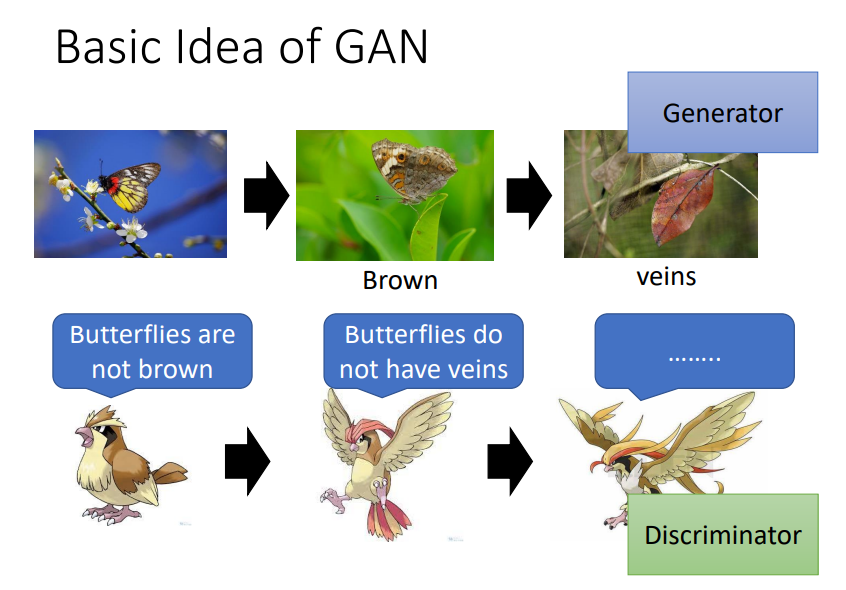 Basic Idea of GAN
Generator
Brown
veins
Butterflies are
not brown
Butterflies do
not have veins
........
Discriminator